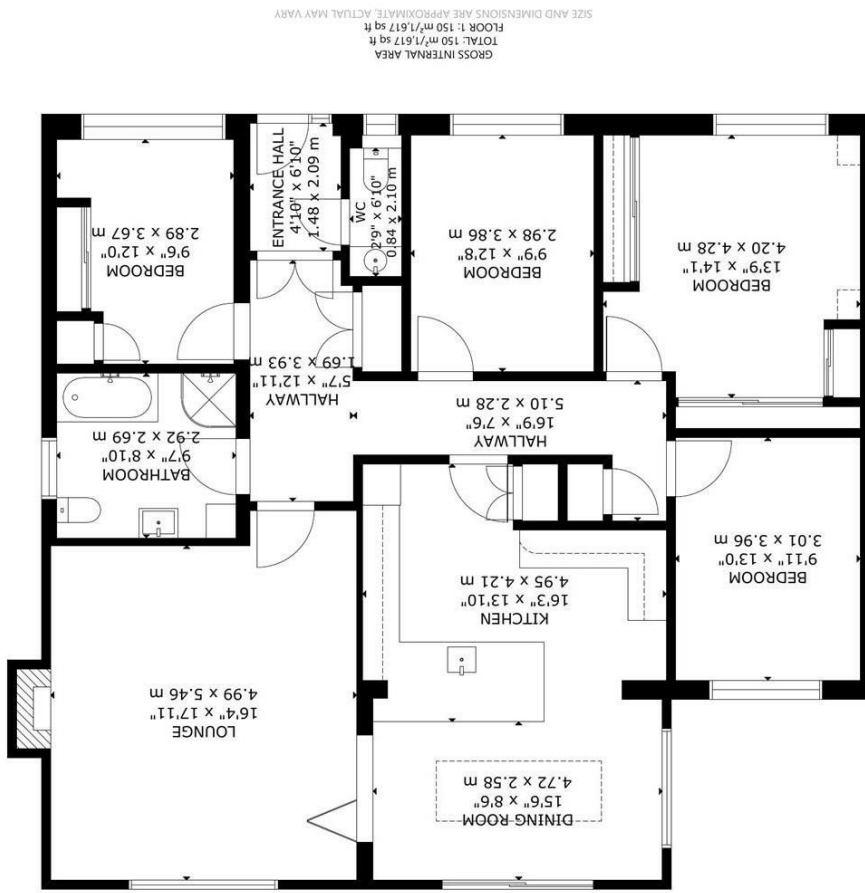 DINING ROOM
15'6" x 8'6"
4.72 x 2.58 m
LOUNGE
16'4" x 17'11"
4.99 x 5.46 m
KITCHEN
16'3" x 13'10"
4.95 x 4.21 m
BEDROOM
9'11" x 13'0"
3.01 x 3.96 m
BATHROOM
9'7" x 8'10"
2.92 x 2.69 m
HALLWAY
16'9" x 7'6"
5.10 x 2.28 m
HALLWAY
5'7" x 12'11"
1.69 x 3.93 m
BEDROOM
13'9" x 14'1"
4.20 x 4.28 m
BEDROOM
9'9" x 12'8"
2.98 x 3.86 m
BEDROOM
9'6" x 12'0"
2.89 x 3.67 m
WC
2'9" x 6'10"
0.84 x 2.10 m
ENTRANCE HALL
4'10" x 6'10"
1.48 x 2.09 m
GROSS INTERNAL AREA
TOTAL: 150 m²/1,617 sq ft
FLOOR 1: 150 m²/1,617 sq ft
SIZE AND DIMENSIONS ARE APPROXIMATE, ACTUAL MAY VARY